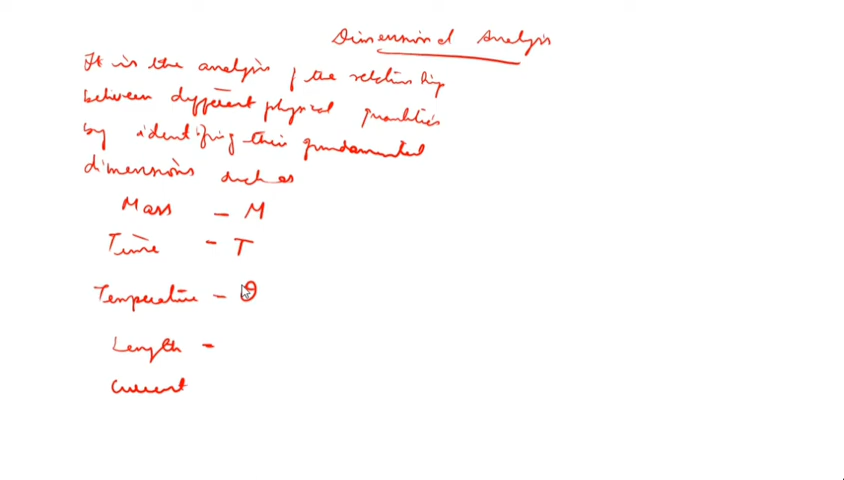 Dimensional Analysis
It is the analysis of the relationship
between different physical quantities
by identifying their fundamental
dimensions such as
Mass - M
Time - T
Temperature - θ
Length -
Current